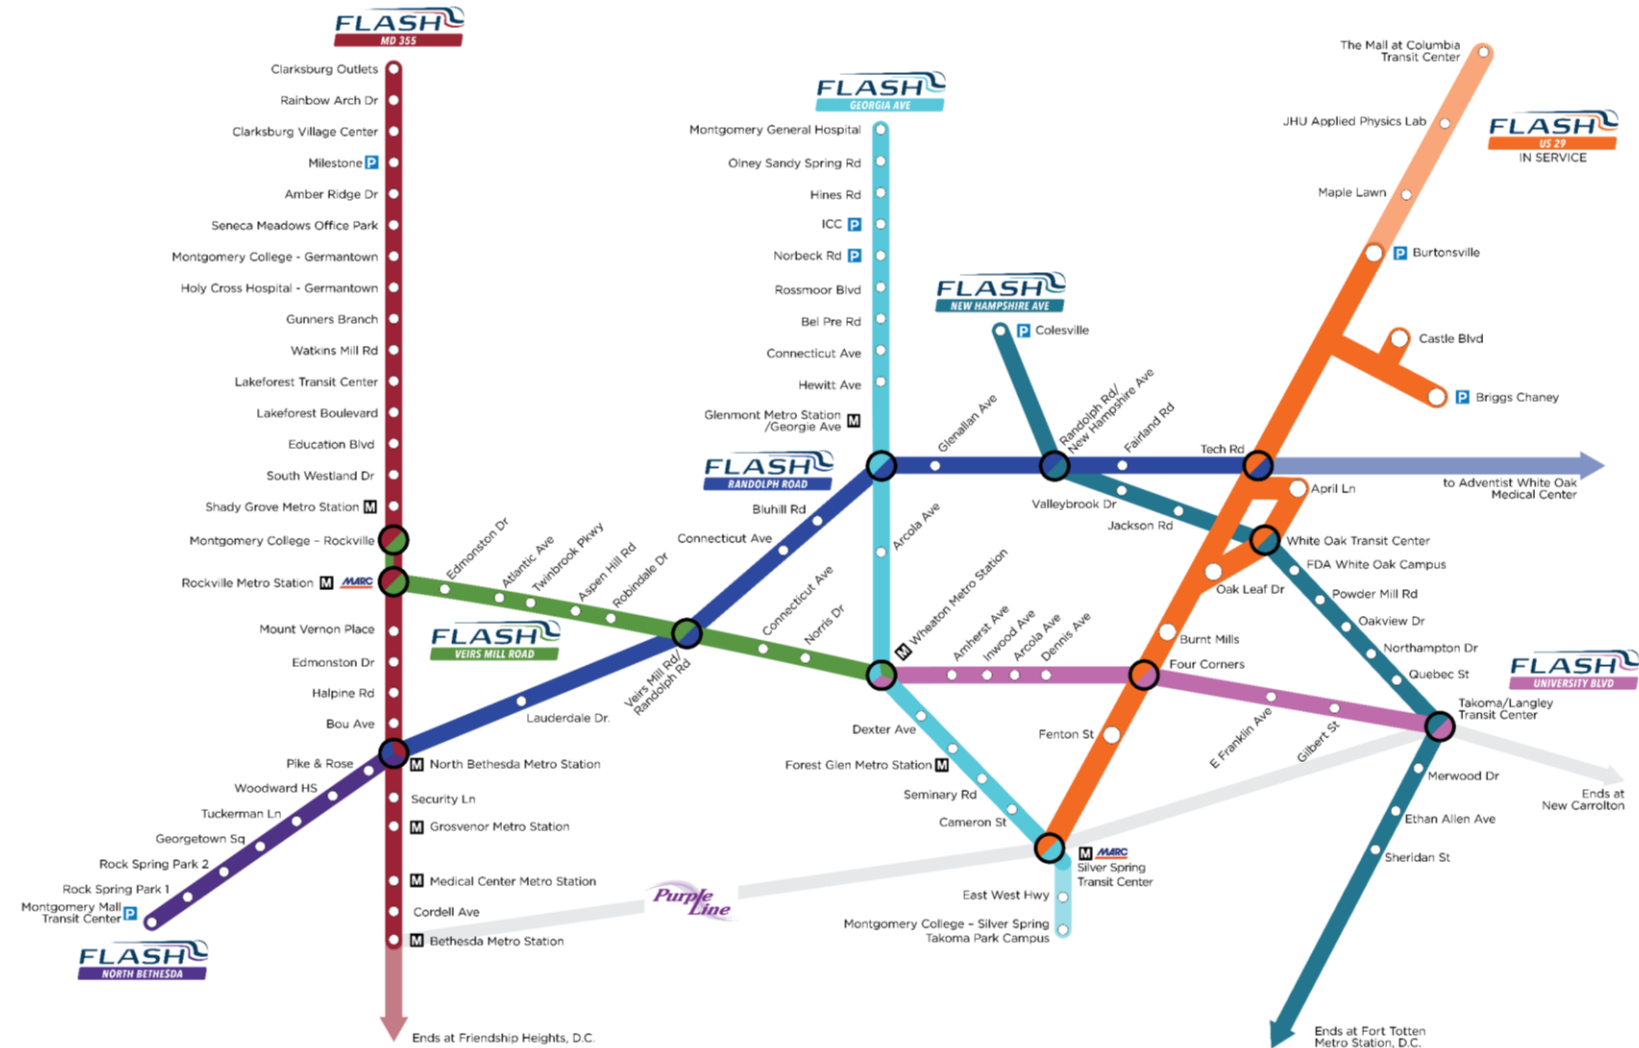 FLASH
MD 355
Clarksburg Outlets
Rainbow Arch Dr
Clarksburg Village Center
Milestone P
Amber Ridge Dr
Seneca Meadows Office Park
Montgomery College - Germantown
Holy Cross Hospital - Germantown
Gunners Branch
Watkins Mill Rd
Lakeforest Transit Center
Lakeforest Boulevard
Education Blvd
South Westland Dr
Shady Grove Metro Station M
Montgomery College – Rockville
Rockville Metro Station M MARC
Mount Vernon Place
Edmonston Dr
Halpine Rd
Bou Ave
M North Bethesda Metro Station
Security Ln
M Grosvenor Metro Station
M Medical Center Metro Station
Cordell Ave
M Bethesda Metro Station
Ends at Friendship Heights, D.C.
Pike & Rose
Woodward HS
Tuckerman Ln
Georgetown Sq
Rock Spring Park 2
Rock Spring Park 1
Montgomery Mall
Transit Center P
FLASH
NORTH BETHESDA
FLASH
VEIRS MILL ROAD
Edmonston Dr
Atlantic Ave
Twinbrook Pkwy
Aspen Hill Rd
Robindale Dr
Veirs Mill Rd/
Randolph Rd
Connecticut Ave
Norris Dr
M Wheaton Metro Station
FLASH
RANDOLPH ROAD
Lauderdale Dr.
Connecticut Ave
Bluhill Rd
Glenallan Ave
Randolph Rd/
New Hampshire Ave
Fairland Rd
Tech Rd
to Adventist White Oak
Medical Center
FLASH
GEORGIA AVE
Montgomery General Hospital
Olney Sandy Spring Rd
Hines Rd
ICC P
Norbeck Rd P
Rossmoor Blvd
Bel Pre Rd
Connecticut Ave
Hewitt Ave
Glenmont Metro Station
/Georgie Ave M
Arcola Ave
Dexter Ave
Forest Glen Metro Station M
Seminary Rd
Cameron St
M MARC
Silver Spring
Transit Center
East West Hwy
Montgomery College – Silver Spring
Takoma Park Campus
Purple
Line
FLASH
NEW HAMPSHIRE AVE
P Colesville
Valleybrook Dr
Jackson Rd
White Oak Transit Center
FDA White Oak Campus
Powder Mill Rd
Oakview Dr
Northampton Dr
Quebec St
Takoma/Langley
Transit Center
Merwood Dr
Ethan Allen Ave
Sheridan St
Ends at Fort Totten
Metro Station, D.C.
Ends at
New Carrolton
FLASH
UNIVERSITY BLVD
Amherst Ave
Inwood Ave
Arcola Ave
Dennis Ave
Four Corners
E Franklin Ave
Gilbert St
FLASH
US 29
IN SERVICE
The Mall at Columbia
Transit Center
JHU Applied Physics Lab
Maple Lawn
P Burtonsville
Castle Blvd
P Briggs Chaney
April Ln
Oak Leaf Dr
Burnt Mills
Fenton St